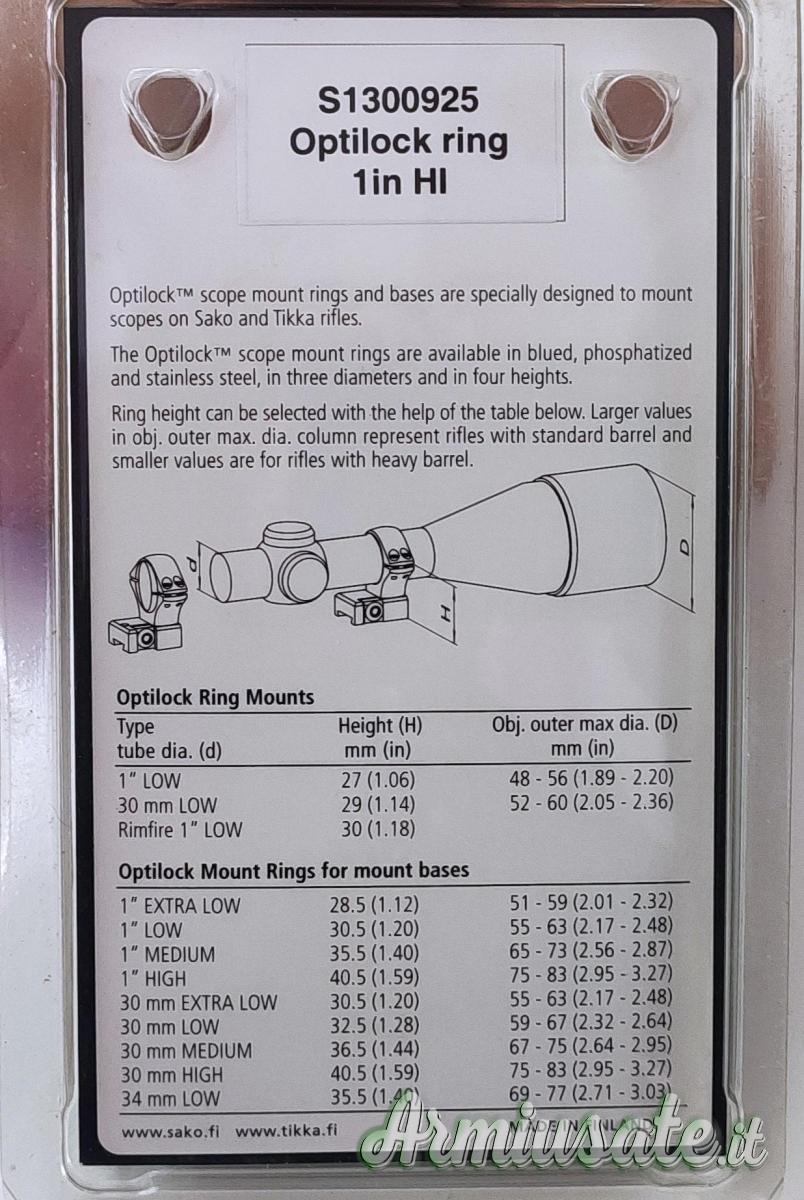 S1300925
Optilock ring
1in HI
Optilock™ scope mount rings and bases are specially designed to mount
scopes on Sako and Tikka rifles.
The Optilock™ scope mount rings are available in blued, phosphatized
and stainless steel, in three diameters and in four heights.
Ring height can be selected with the help of the table below. Larger values
in obj. outer max. dia. column represent rifles with standard barrel and
smaller values are for rifles with heavy barrel.
d
H
D
Optilock Ring Mounts
Type Height (H) Obj. outer max dia. (D)
tube dia. (d) mm (in) mm (in)
1" LOW 27 (1.06) 48 - 56 (1.89 - 2.20)
30 mm LOW 29 (1.14) 52 - 60 (2.05 - 2.36)
Rimfire 1" LOW 30 (1.18)
Optilock Mount Rings for mount bases
1" EXTRA LOW 28.5 (1.12) 51 - 59 (2.01 - 2.32)
1" LOW 30.5 (1.20) 55 - 63 (2.17 - 2.48)
1" MEDIUM 35.5 (1.40) 65 - 73 (2.56 - 2.87)
1" HIGH 40.5 (1.59) 75 - 83 (2.95 - 3.27)
30 mm EXTRA LOW 30.5 (1.20) 55 - 63 (2.17 - 2.48)
30 mm LOW 32.5 (1.28) 59 - 67 (2.32 - 2.64)
30 mm MEDIUM 36.5 (1.44) 67 - 75 (2.64 - 2.95)
30 mm HIGH 40.5 (1.59) 75 - 83 (2.95 - 3.27)
34 mm LOW 35.5 (1.40) 69 - 77 (2.71 - 3.03)
www.sako.fi www.tikka.fi MADE IN FINLAND
Armiusate.it